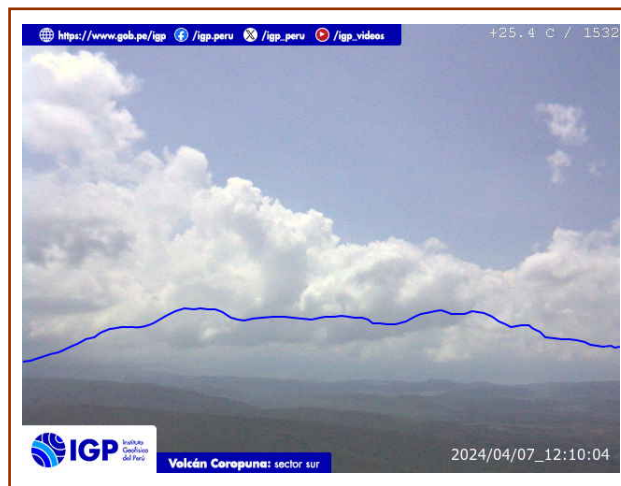 https://www.gob.pe/igp /igp.peru /igp_peru /igp_videos
+25.4 C / 1532
IGP Instituto Geofísico del Perú
Volcán Coropuna: sector sur
2024/04/07_12:10:04